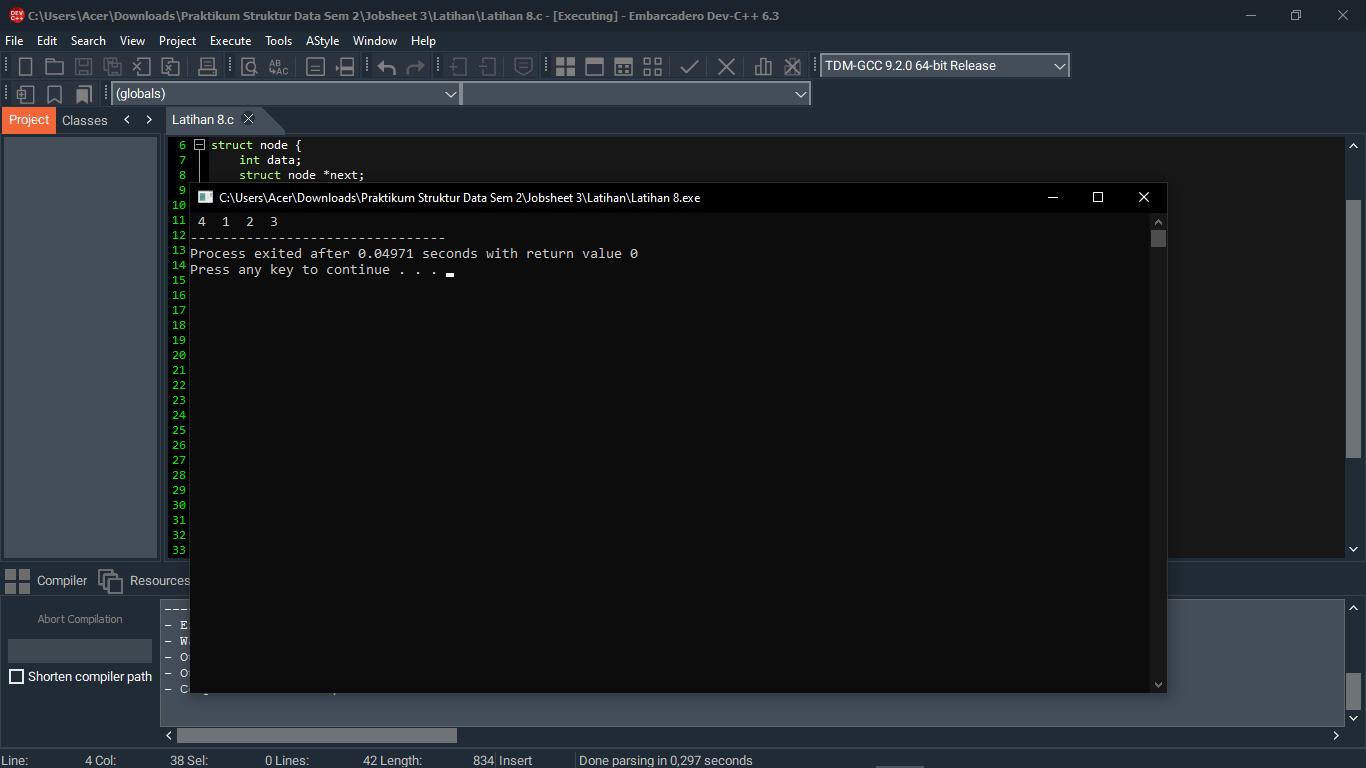 C:\Users\Acer\Downloads\Praktikum Struktur Data Sem 2\Jobsheet 3\Latihan\Latihan 8.c - [Executing] - Embarcadero Dev-C++ 6.3
File Edit Search View Project Execute Tools AStyle Window Help
TDM-GCC 9.2.0 64-bit Release
(globals)
Project Classes Latihan 8.c
6 struct node {
7 int data;
8 struct node *next;
9
C:\Users\Acer\Downloads\Praktikum Struktur Data Sem 2\Jobsheet 3\Latihan\Latihan 8.exe
10
11
12
13
14
15
16
17
18
19
20
21
22
23
24
25
26
27
28
29
30
31
32
33
4 1 2 3
--------------------------------
Process exited after 0.04971 seconds with return value 0
Press any key to continue . . .
Compiler Resources
Abort Compilation
Shorten compiler path
---
- E
- W
- O
- O
- C
Line: 4 Col: 38 Sel: 0 Lines: 42 Length: 834 Insert Done parsing in 0,297 seconds